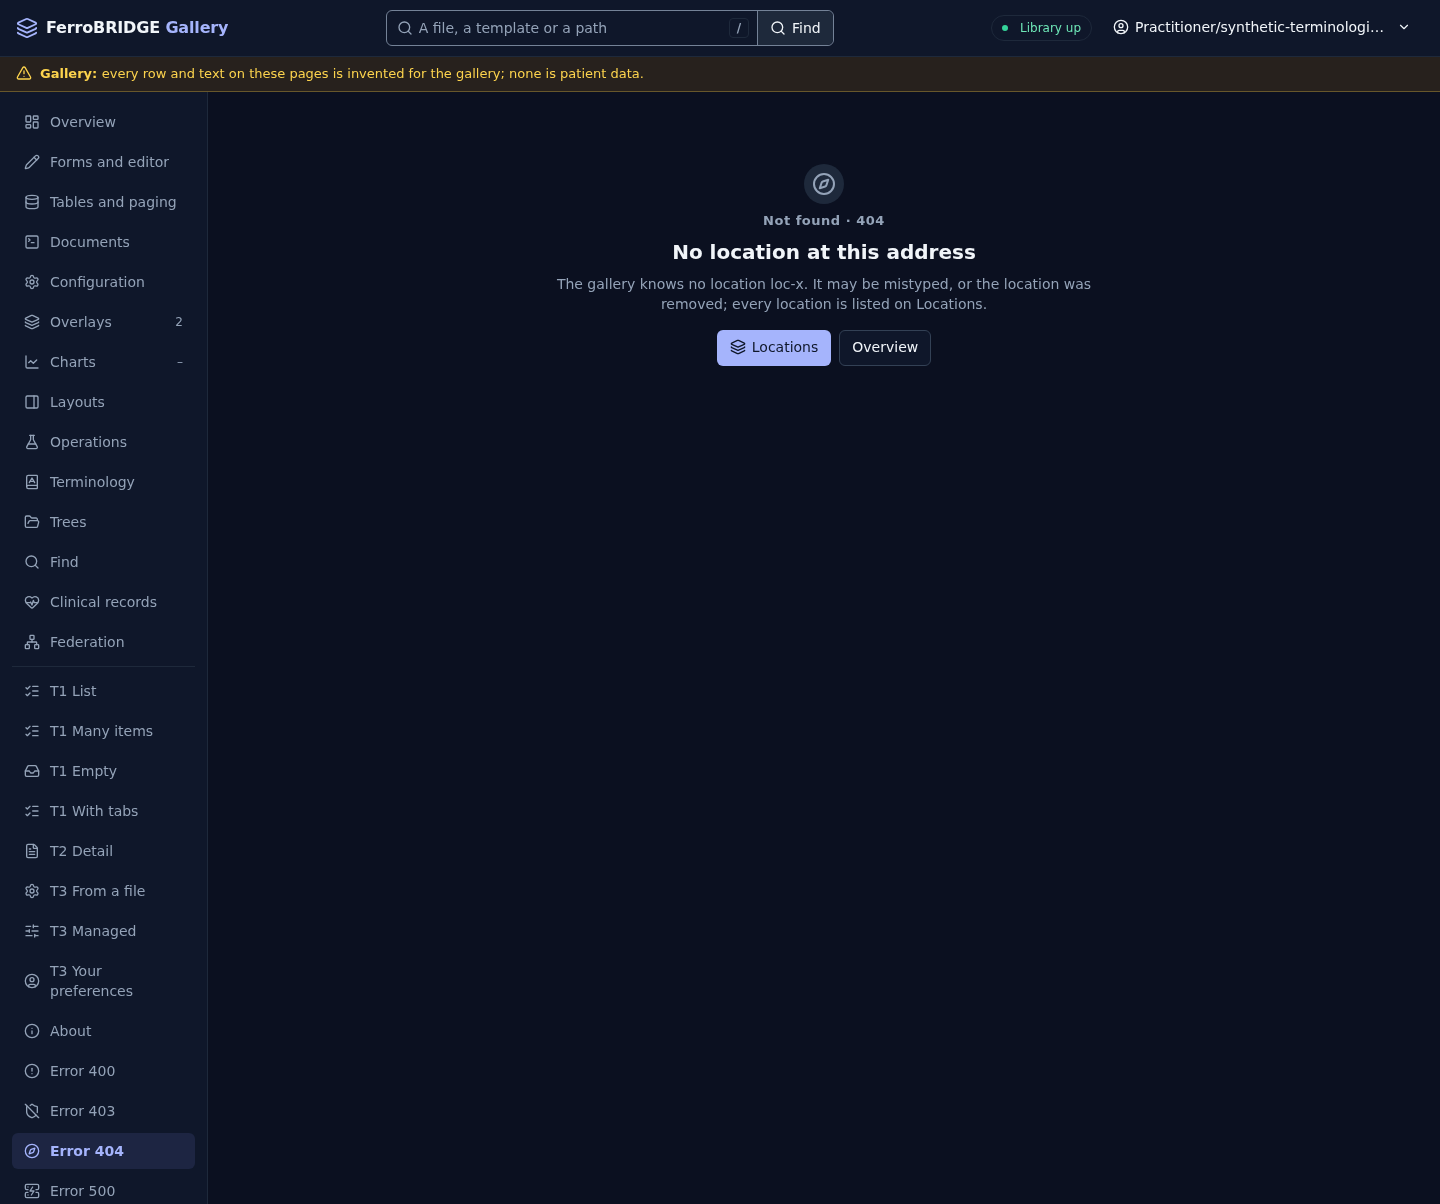 FerroBRIDGE Gallery
A file, a template or a path
/
Find
Library up
Practitioner/synthetic-terminologi…
Gallery: every row and text on these pages is invented for the gallery; none is patient data.
Overview
Forms and editor
Tables and paging
Documents
Configuration
Overlays 2
Charts –
Layouts
Operations
Terminology
Trees
Find
Clinical records
Federation
T1 List
T1 Many items
T1 Empty
T1 With tabs
T2 Detail
T3 From a file
T3 Managed
T3 Your
preferences
About
Error 400
Error 403
Error 404
Error 500
Not found · 404
No location at this address
The gallery knows no location loc-x. It may be mistyped, or the location was
removed; every location is listed on Locations.
Locations
Overview